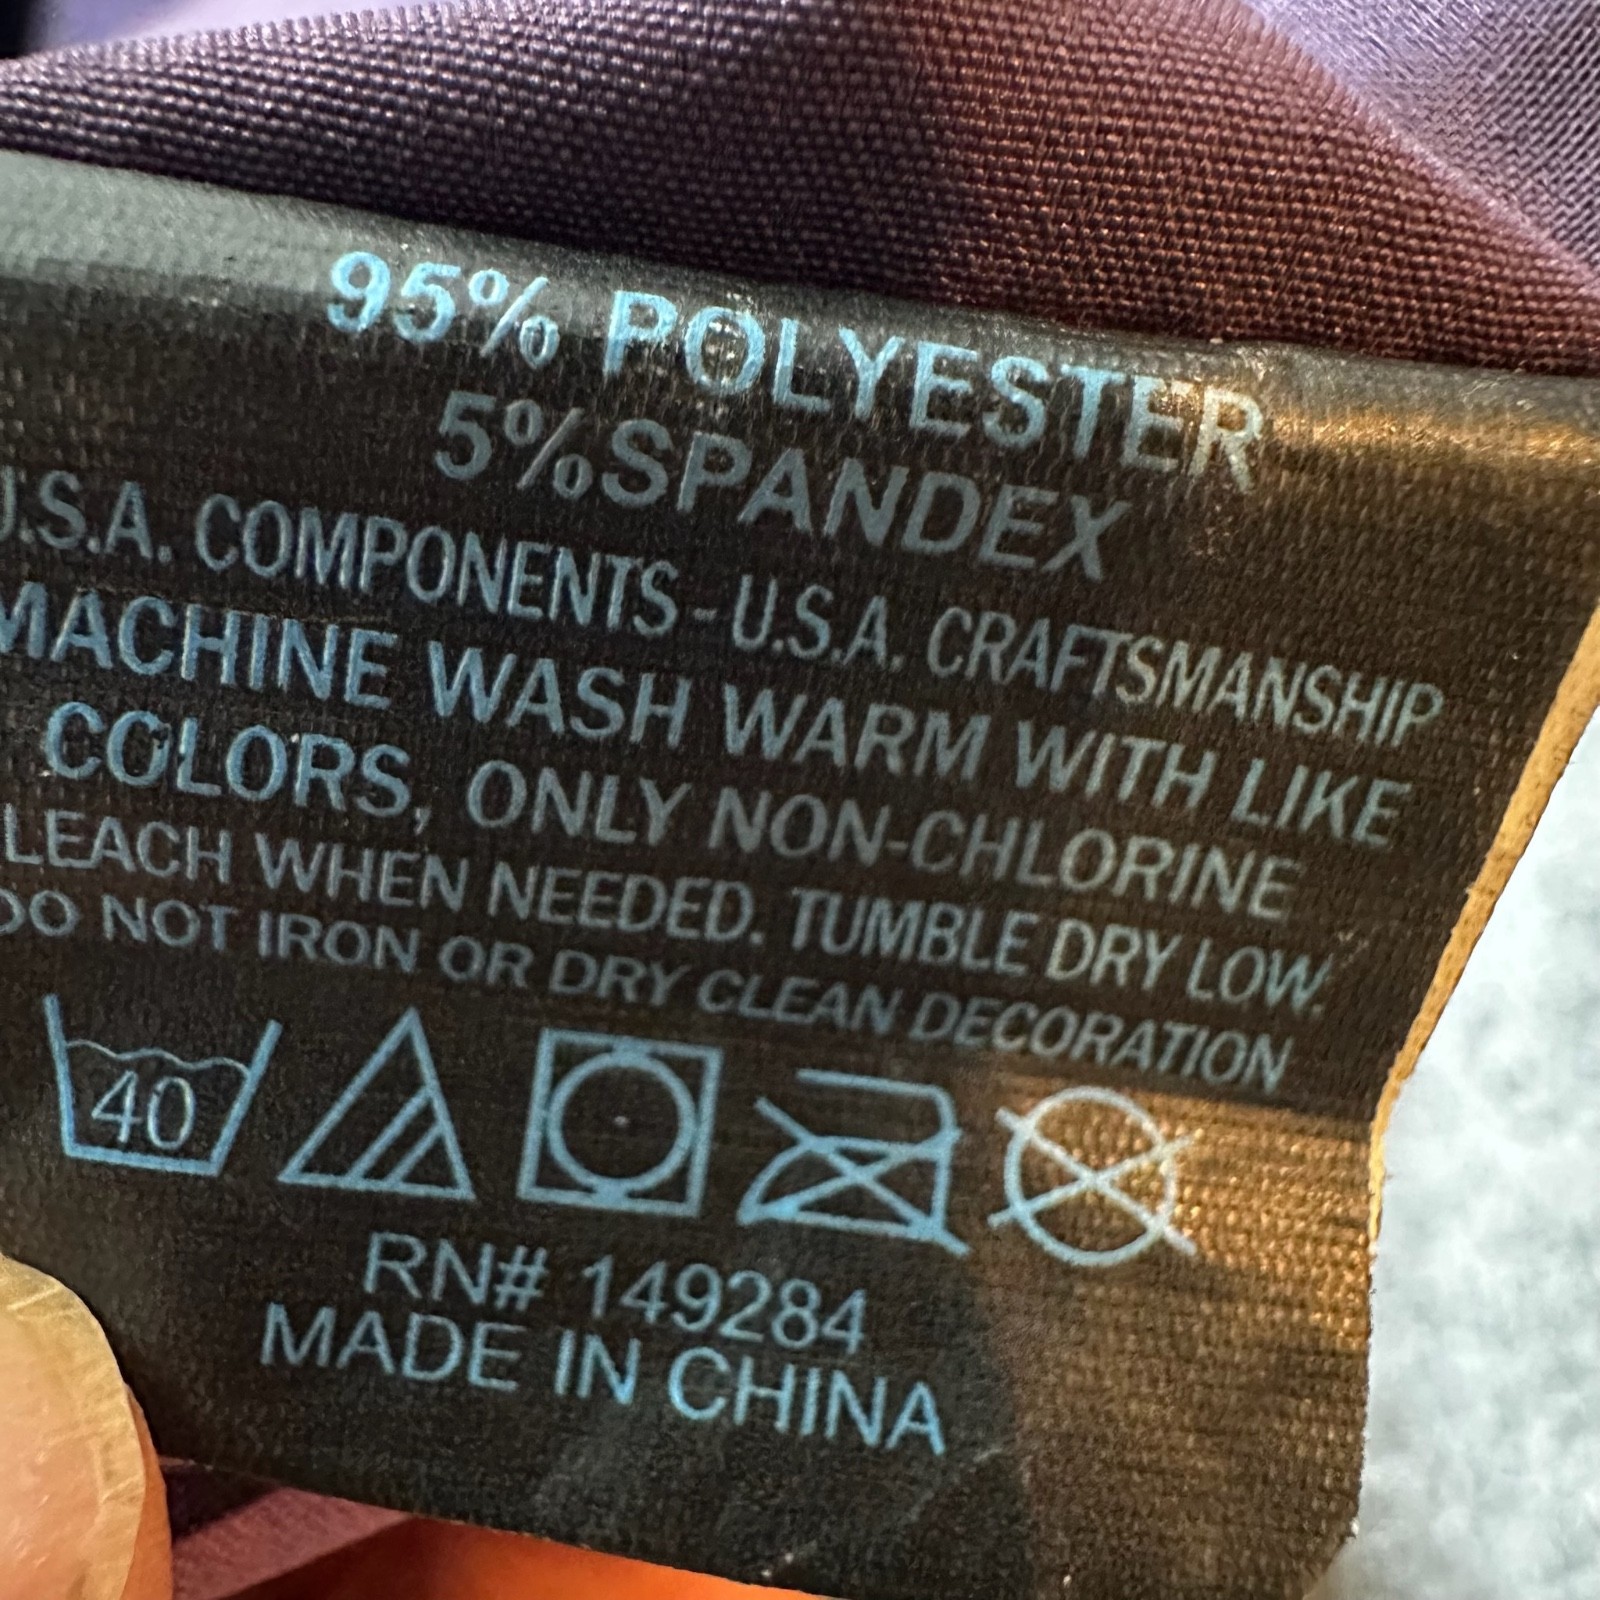 95% POLYESTER
5%SPANDEX
U.S.A. COMPONENTS - U.S.A. CRAFTSMANSHIP
MACHINE WASH WARM WITH LIKE
COLORS, ONLY NON-CHLORINE
LEACH WHEN NEEDED. TUMBLE DRY LOW.
DO NOT IRON OR DRY CLEAN DECORATION
40
RN# 149284
MADE IN CHINA